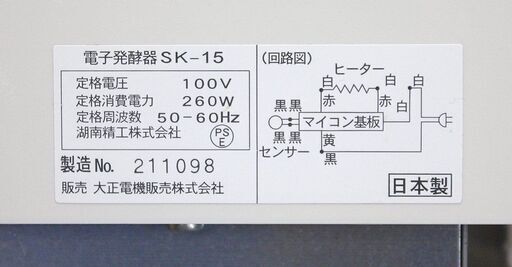 電子発酵器 SK-15
定格電圧 100V
定格消費電力 260W
定格周波数 50-60Hz
湖南精工株式会社
PS
E
製造No. 211098
販売 大正電機販売株式会社
(回路図)
ヒーター
白 白 白
赤 赤 白
黒 黒
マイコン基板
黒 黒
センサー
黄
黒
日本製